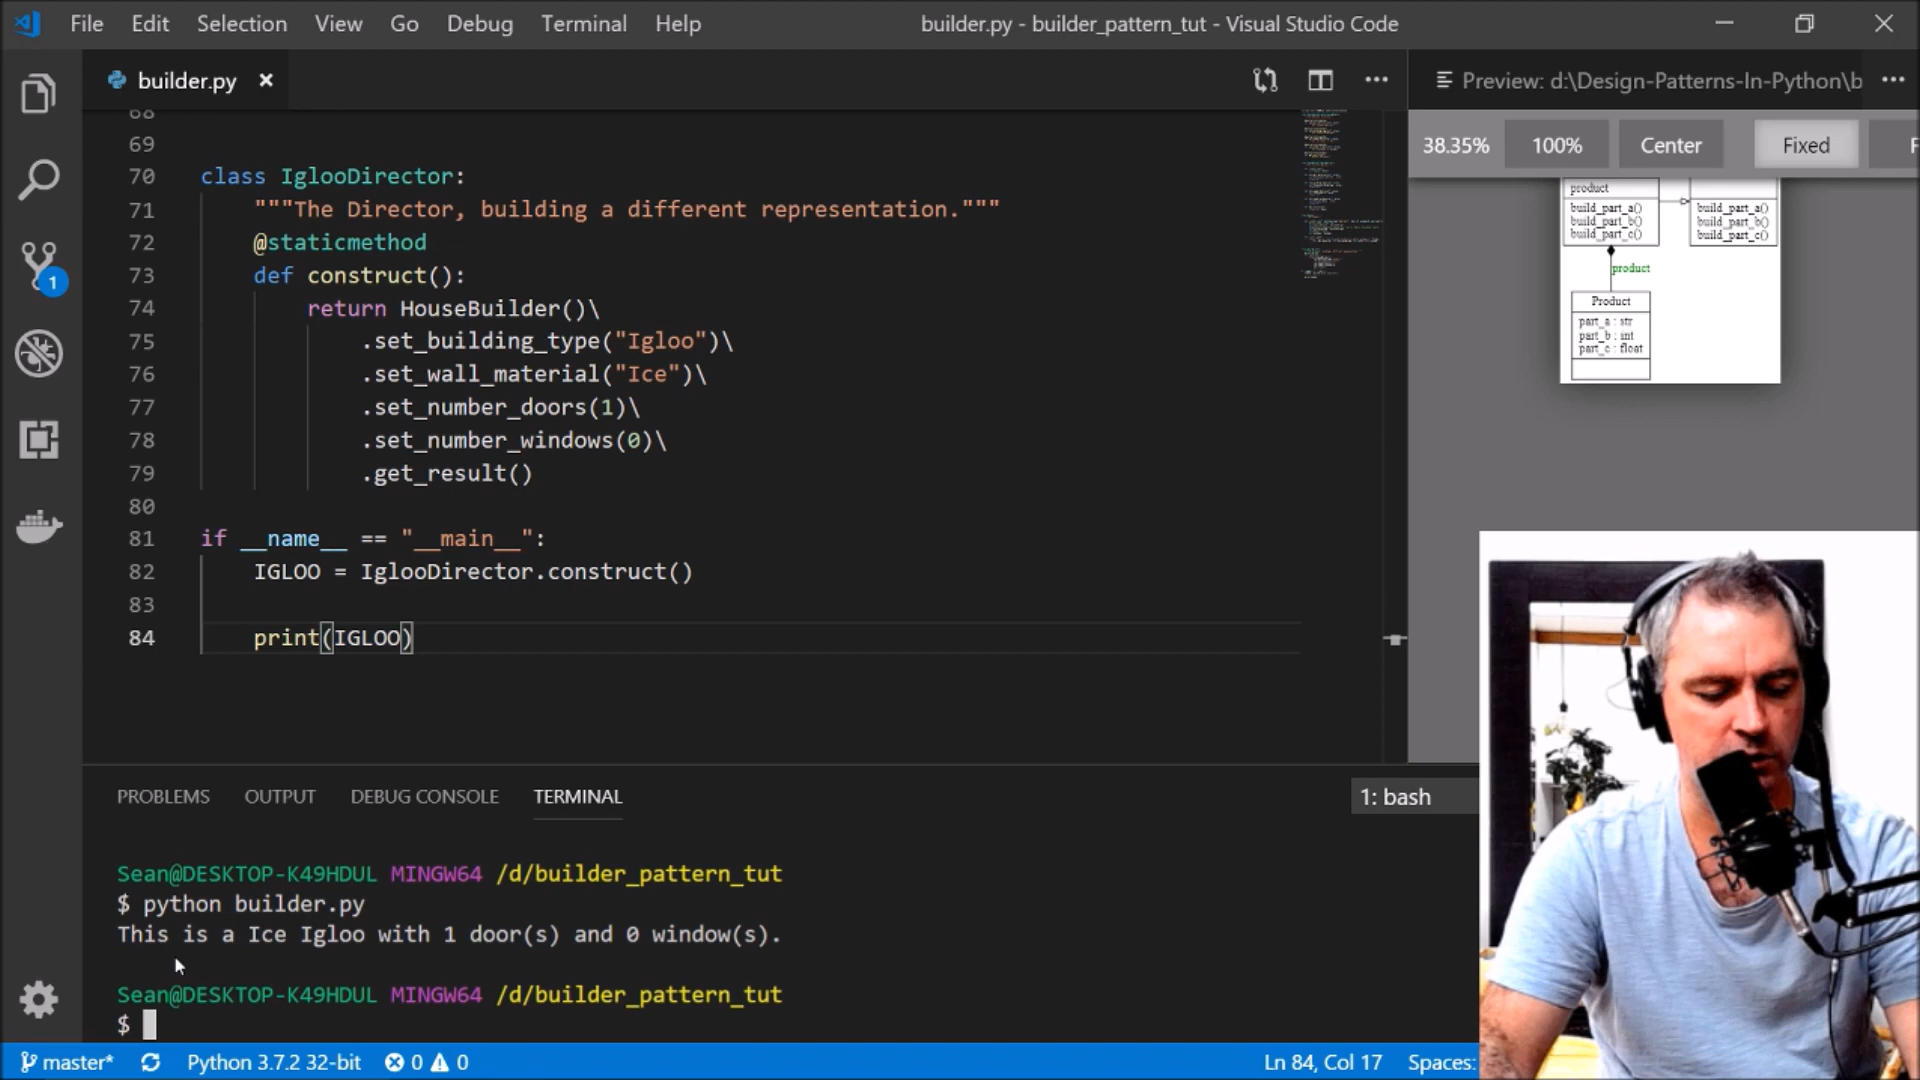 File Edit Selection View Go Debug Terminal Help
builder.py - builder_pattern_tut - Visual Studio Code
builder.py
Preview: d:\Design-Patterns-In-Python\b
38.35% 100% Center Fixed F
68
69
70 class IglooDirector:
71 """The Director, building a different representation."""
72 @staticmethod
73 def construct():
74 return HouseBuilder()\
75 .set_building_type("Igloo")\
76 .set_wall_material("Ice")\
77 .set_number_doors(1)\
78 .set_number_windows(0)\
79 .get_result()
80
81 if __name__ == "__main__":
82 IGLOO = IglooDirector.construct()
83
84 print(IGLOO)
product
build_part_a()
build_part_b()
build_part_c()
build_part_a()
build_part_b()
build_part_c()
product
Product
part_a : str
part_b : int
part_c : float
1
PROBLEMS OUTPUT DEBUG CONSOLE TERMINAL
1: bash
Sean@DESKTOP-K49HDUL MINGW64 /d/builder_pattern_tut
$ python builder.py
This is a Ice Igloo with 1 door(s) and 0 window(s).
Sean@DESKTOP-K49HDUL MINGW64 /d/builder_pattern_tut
$
master* Python 3.7.2 32-bit 0 0
Ln 84, Col 17 Spaces: